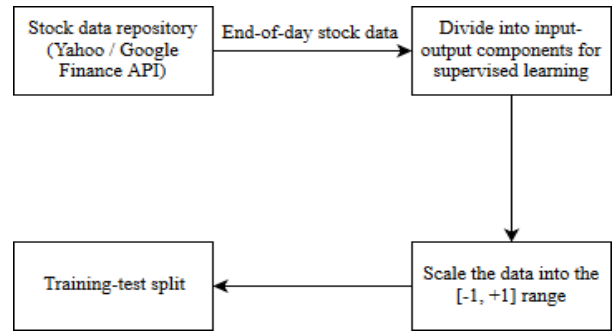 Stock data repository
(Yahoo / Google
Finance API)
End-of-day stock data
Divide into input-
output components for
supervised learning
Scale the data into the
[-1, +1] range
Training-test split